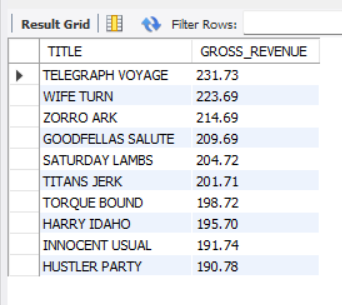 Result Grid Filter Rows:
TITLE GROSS_REVENUE
TELEGRAPH VOYAGE 231.73
WIFE TURN 223.69
ZORRO ARK 214.69
GOODFELLAS SALUTE 209.69
SATURDAY LAMBS 204.72
TITANS JERK 201.71
TORQUE BOUND 198.72
HARRY IDAHO 195.70
INNOCENT USUAL 191.74
HUSTLER PARTY 190.78